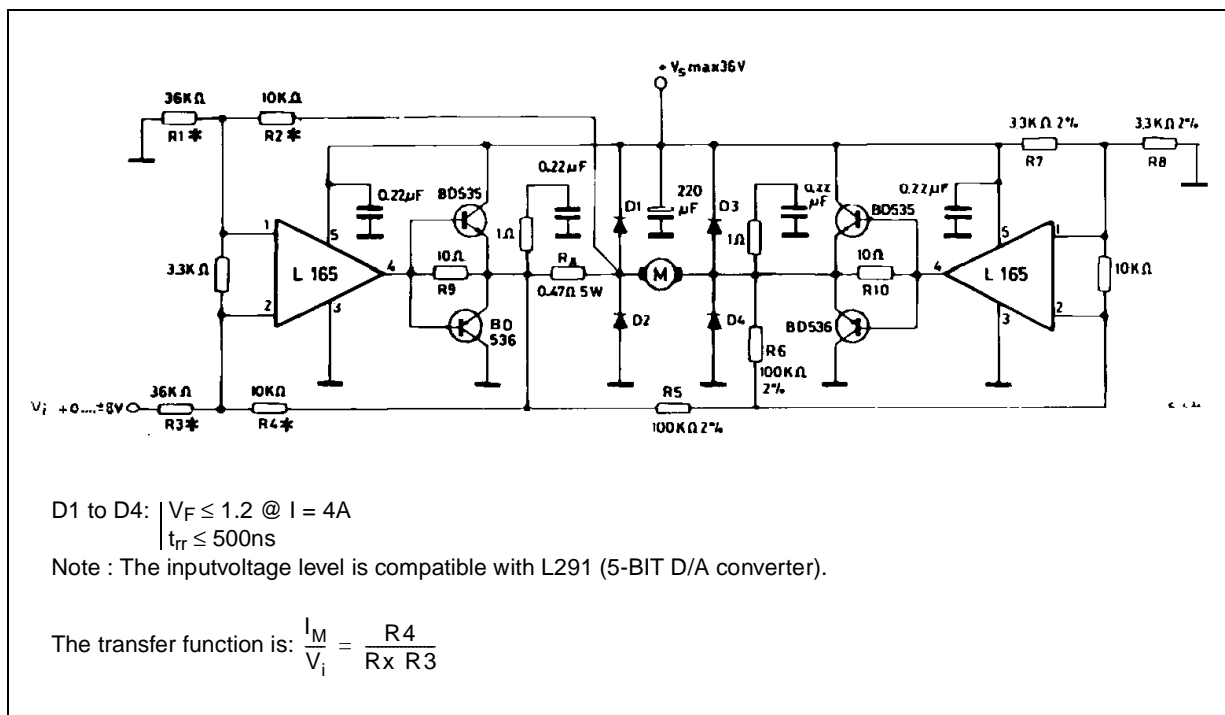 + Vs max 36V
36KΩ
R1 *
10KΩ
R2 *
3.3KΩ 2%
R7
3.3KΩ 2%
R8
0.22µF
BD535
0.22µF
1Ω
D1
220 µF
D3
1Ω
0.22 µF
BD535
0.22µF
3.3KΩ
1
2
L 165
5
4
3
10Ω
R9
BD 536
0.47Ω 5W
D2
M
D4
10Ω
R10
BD536
4
L 165
5
3
1
2
10KΩ
R6
100KΩ 2%
Vi +0....±8V
36KΩ
R3 *
10KΩ
R4 *
R5
100KΩ 2%
D1 to D4: VF ≤ 1.2 @ I = 4A
trr ≤ 500ns
Note : The inputvoltage level is compatible with L291 (5-BIT D/A converter).
The transfer function is: IM / Vi = R4 / Rx R3